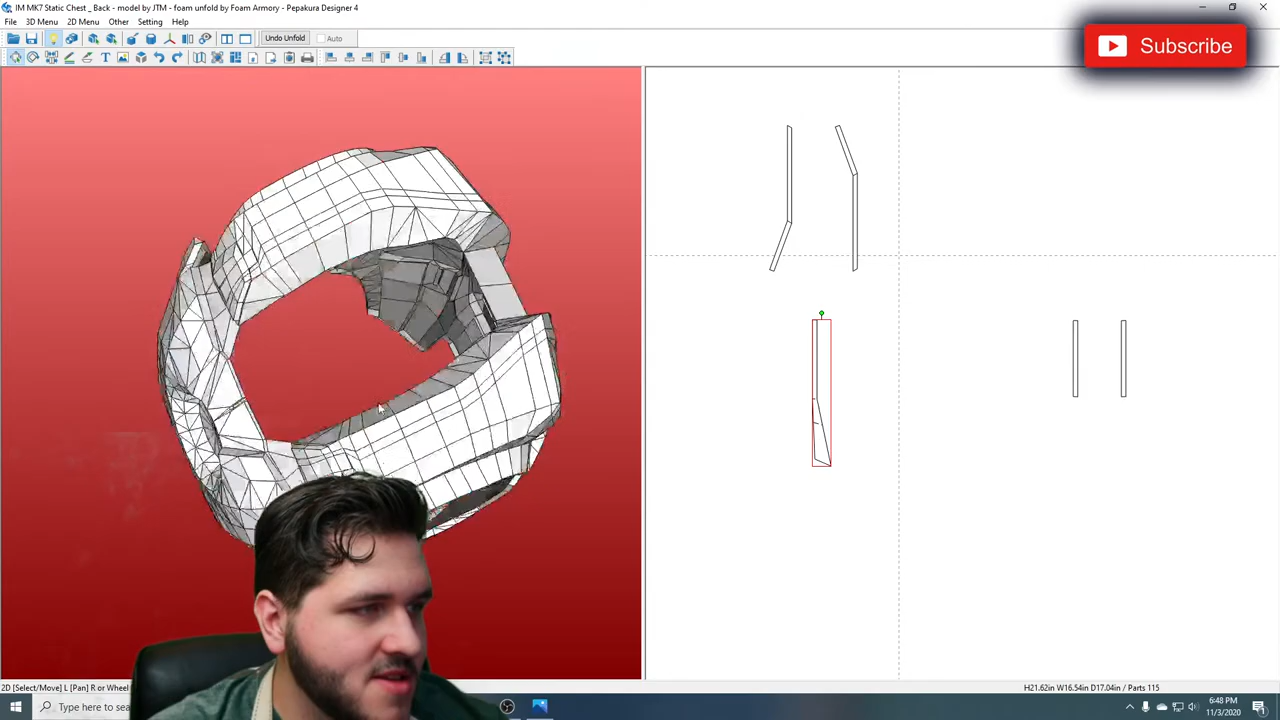 IM MK7 Static Chest _ Back - model by JTM - foam unfold by Foam Armory - Pepakura Designer 4
File 3D Menu 2D Menu Other Setting Help
Undo Unfold Auto
Subscribe
2D [Select/Move] L [Pan] R or Wheel
H21.62in W16.54in D17.04in / Parts 115
Type here to sea
6:48 PM
11/3/2020